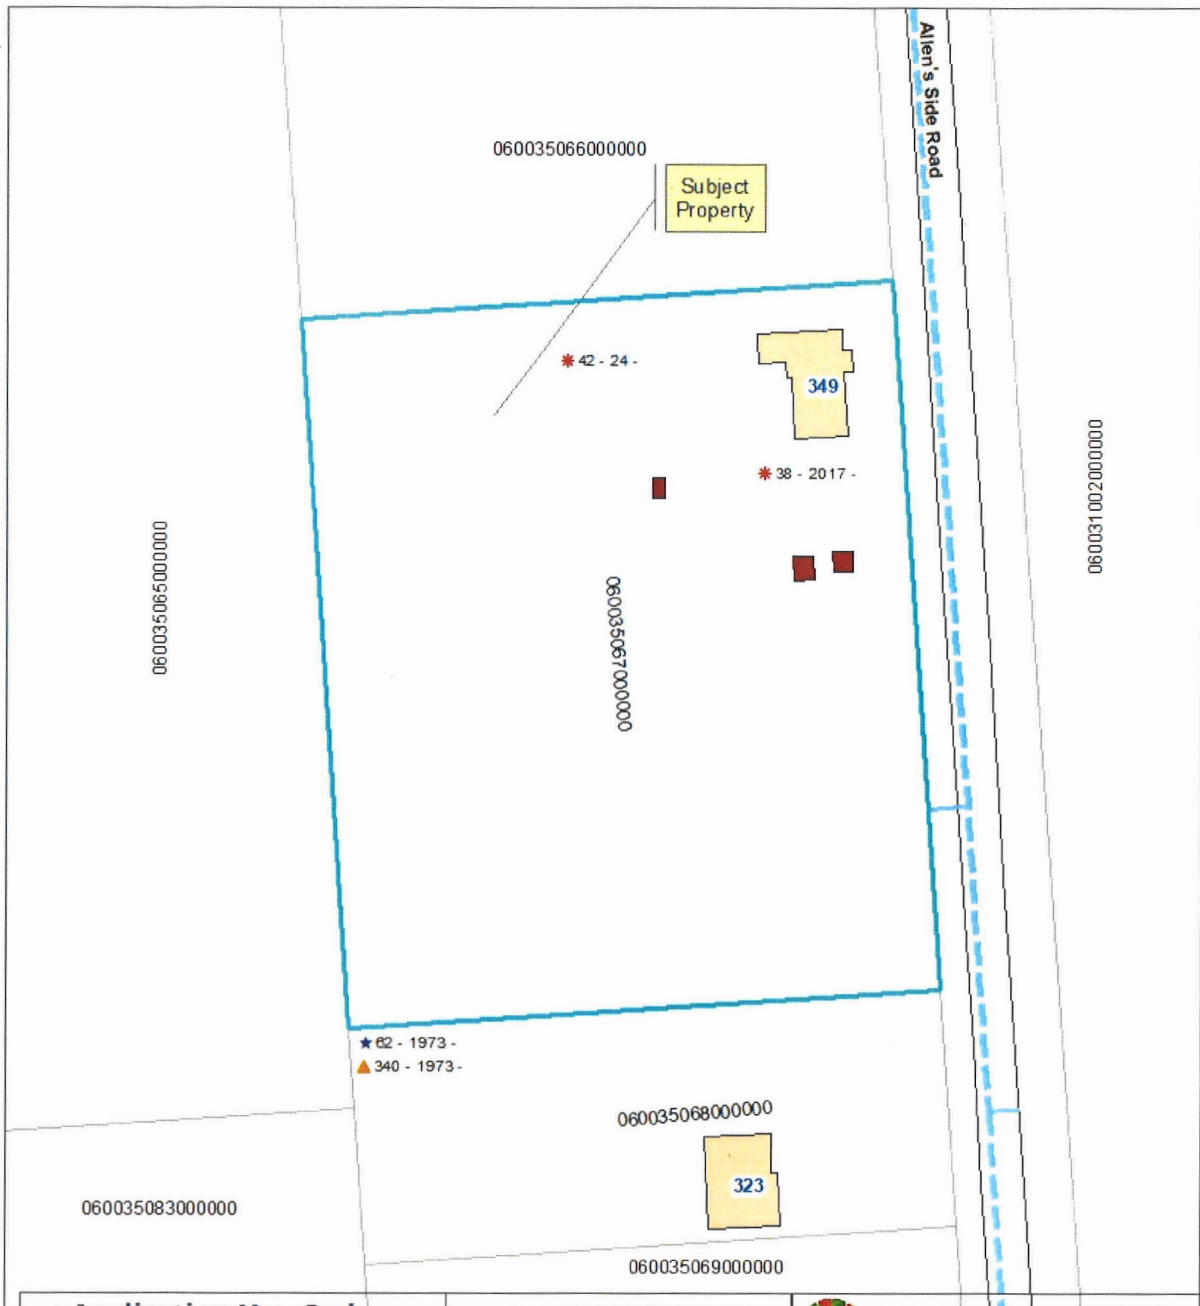 Allen's Side Road
060035066000000
Subject
Property
42 - 24 -
349
38 - 2017 -
060031002000000
060035065000000
060035067000000
62 - 1973 -
340 - 1973 -
060035068000000
323
060035083000000
060035069000000